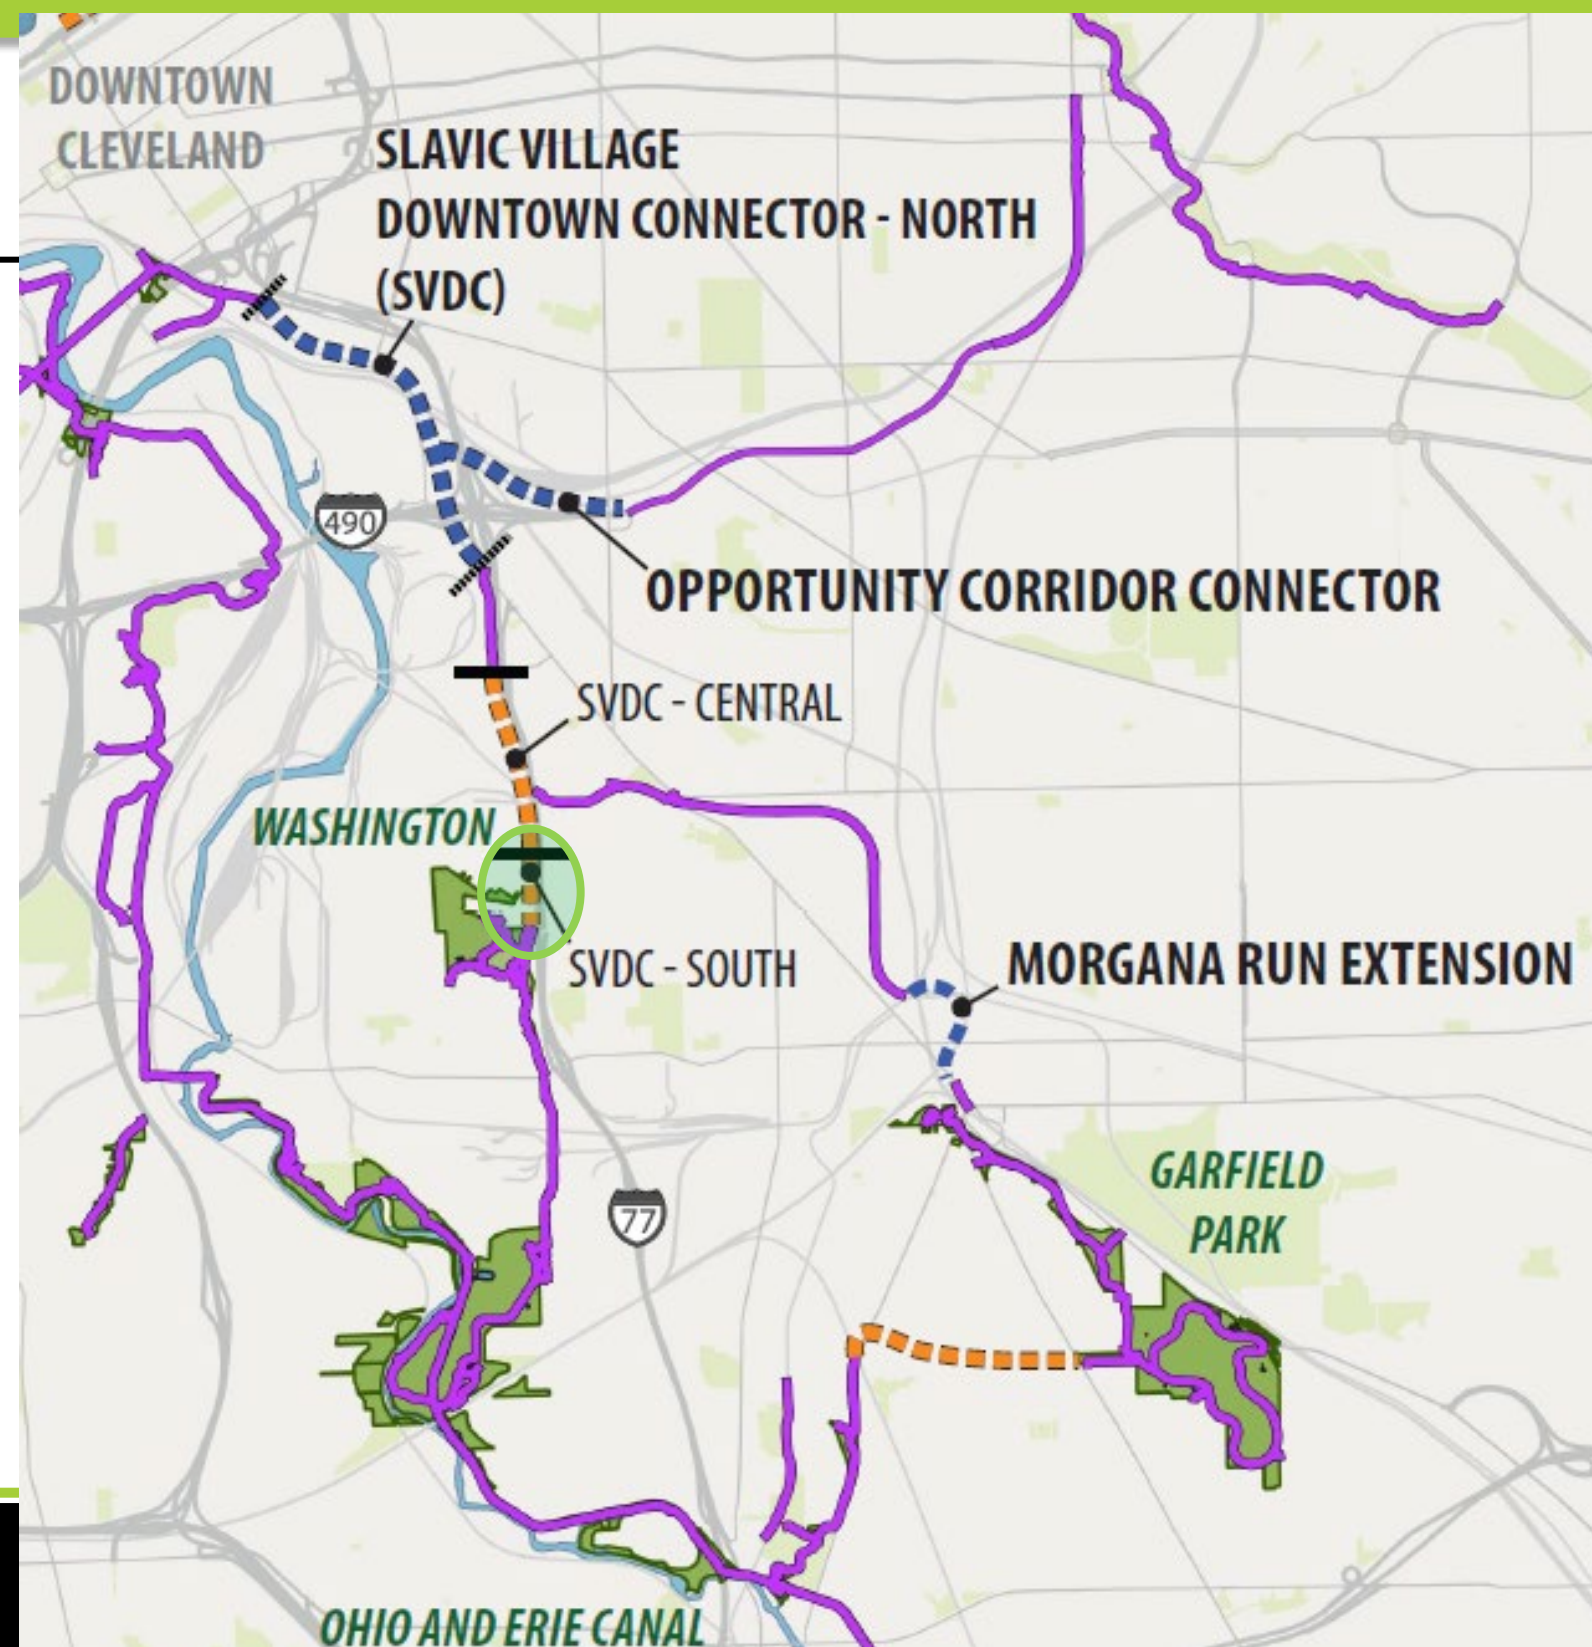 DOWNTOWN
CLEVELAND
SLAVIC VILLAGE
DOWNTOWN CONNECTOR - NORTH
(SVDC)
490
OPPORTUNITY CORRIDOR CONNECTOR
SVDC - CENTRAL
WASHINGTON
SVDC - SOUTH
MORGANA RUN EXTENSION
GARFIELD
PARK
77
OHIO AND ERIE CANAL